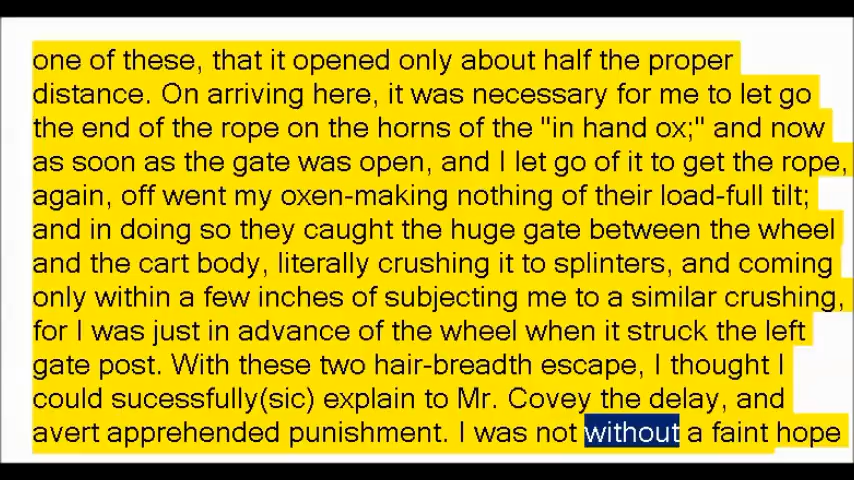 one of these, that it opened only about half the proper
distance. On arriving here, it was necessary for me to let go
the end of the rope on the horns of the "in hand ox;" and now
as soon as the gate was open, and I let go of it to get the rope,
again, off went my oxen-making nothing of their load-full tilt;
and in doing so they caught the huge gate between the wheel
and the cart body, literally crushing it to splinters, and coming
only within a few inches of subjecting me to a similar crushing,
for I was just in advance of the wheel when it struck the left
gate post. With these two hair-breadth escape, I thought I
could sucessfully(sic) explain to Mr. Covey the delay, and
avert apprehended punishment. I was not without a faint hope